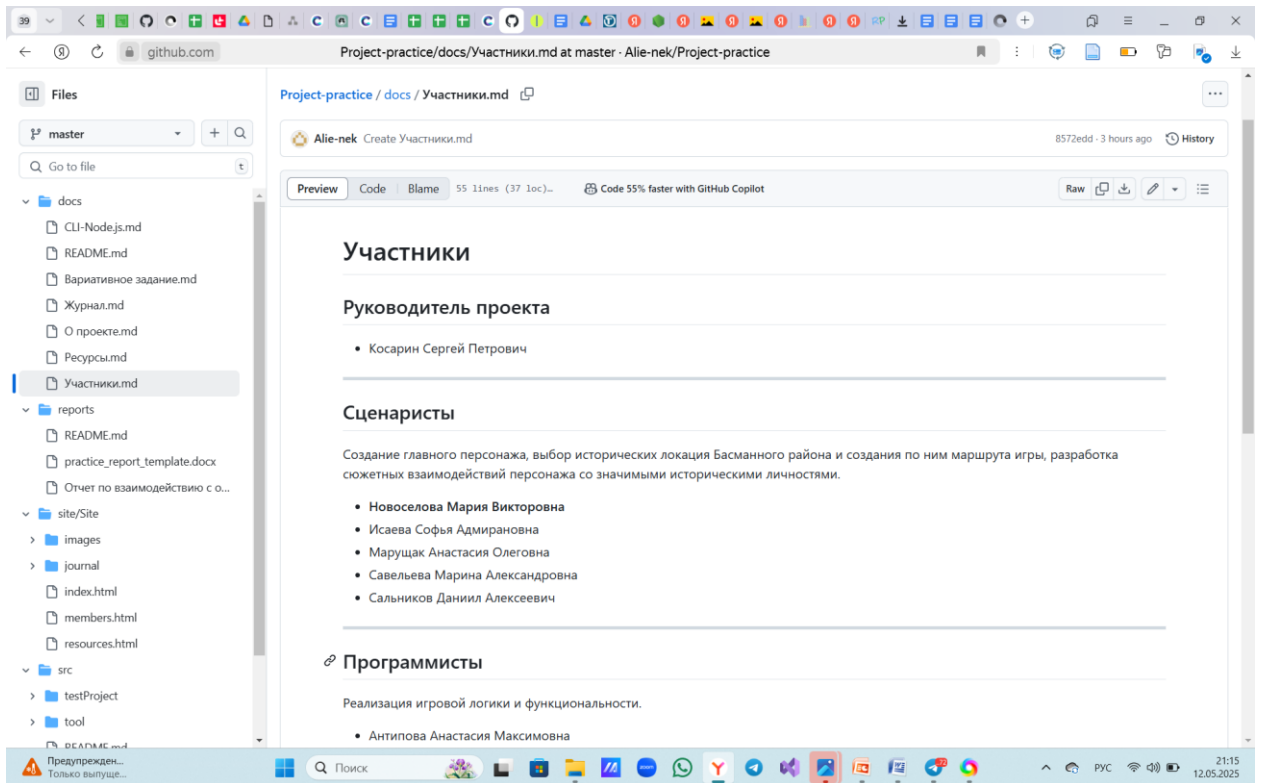 39
github.com
Project-practice/docs/Участники.md at master · Alie-nek/Project-practice
Files
master
Go to file
t
docs
CLI-Node.js.md
README.md
Вариативное задание.md
Журнал.md
О проекте.md
Ресурсы.md
Участники.md
reports
README.md
practice_report_template.docx
Отчет по взаимодействию с о...
site/Site
images
journal
index.html
members.html
resources.html
src
testProject
tool
README.md
Project-practice / docs / Участники.md
Alie-nek Create Участники.md
8572edd · 3 hours ago
History
Preview
Code
Blame
55 lines (37 loc)…
Code 55% faster with GitHub Copilot
Raw
Участники
Руководитель проекта
• Косарин Сергей Петрович
Сценаристы
Создание главного персонажа, выбор исторических локация Басманного района и создания по ним маршрута игры, разработка
сюжетных взаимодействий персонажа со значимыми историческими личностями.
• Новоселова Мария Викторовна
• Исаева Софья Адмирановна
• Марущак Анастасия Олеговна
• Савельева Марина Александровна
• Сальников Даниил Алексеевич
Программисты
Реализация игровой логики и функциональности.
• Антипова Анастасия Максимовна
Предупрежден...
Только выпуще...
Поиск
РУС
21:15
12.05.2025